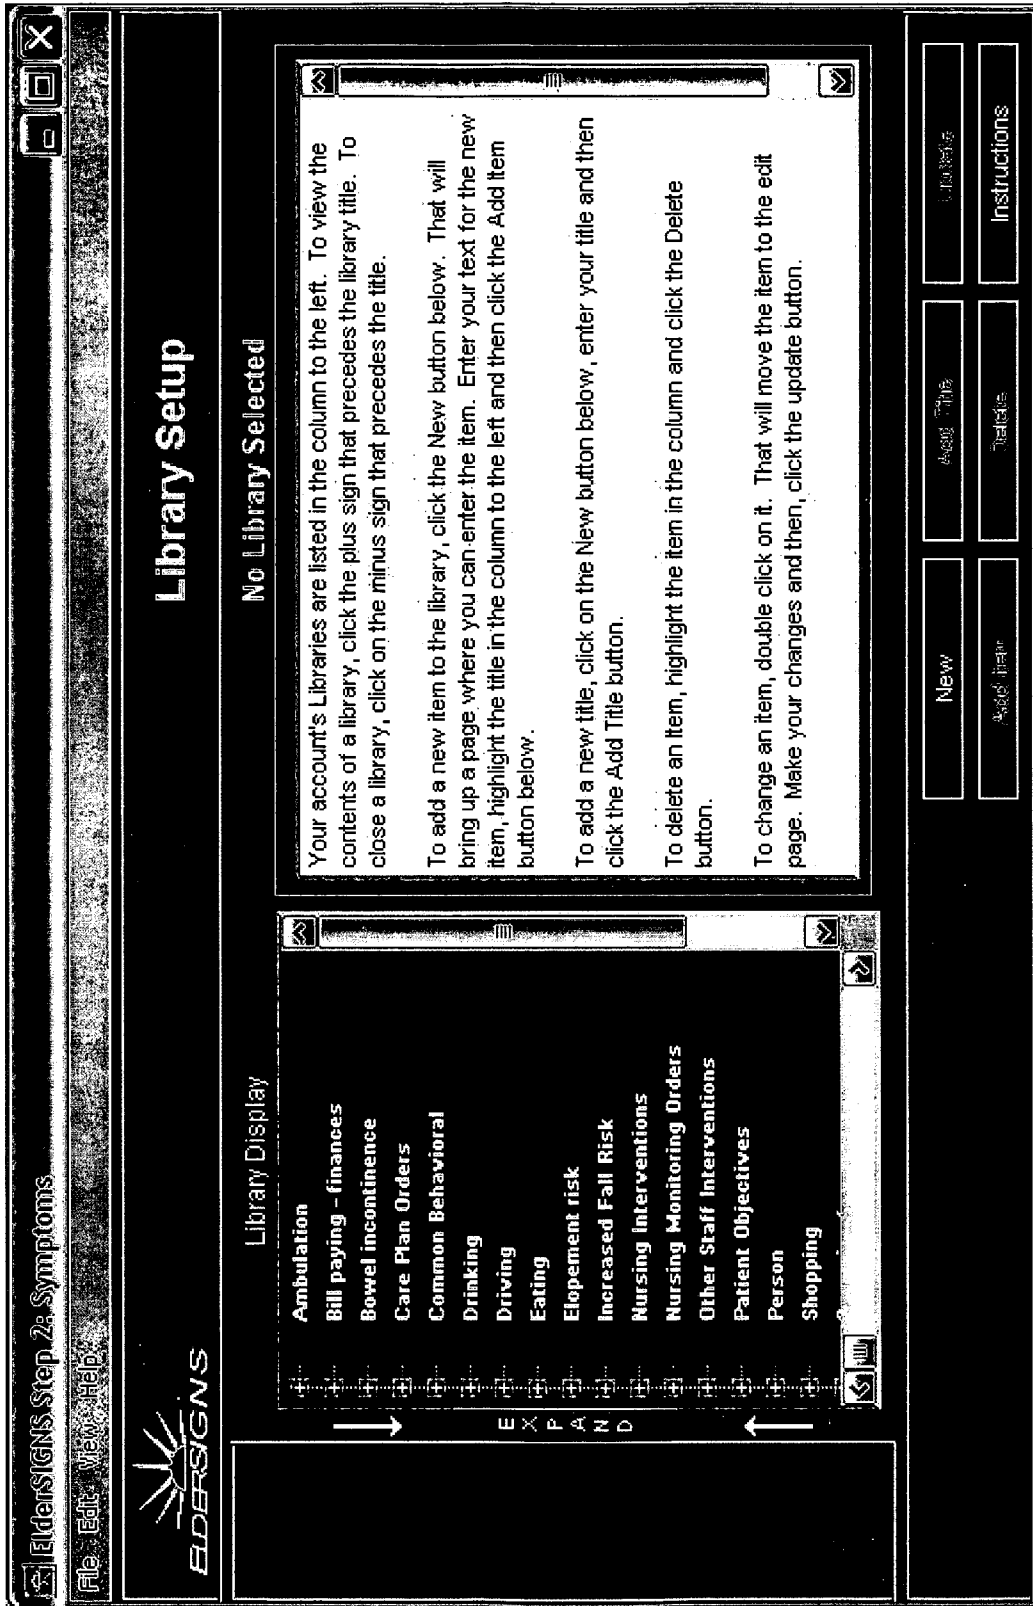 ElderSIGNS Step 2: Symptoms
File Edit View Help
ELDERSIGNS
Library Setup
Library Display
No Library Selected
EXPAND
Ambulation
Bill paying - finances
Bowel incontinence
Care Plan Orders
Common Behavioral
Drinking
Driving
Eating
Elopement risk
Increased Fall Risk
Nursing Interventions
Nursing Monitoring Orders
Other Staff Interventions
Patient Objectives
Person
Shopping
Your account's Libraries are listed in the column to the left. To view the
contents of a library, click the plus sign that precedes the library title. To
close a library, click on the minus sign that precedes the title.
To add a new item to the library, click the New button below. That will
bring up a page where you can enter the item. Enter your text for the new
item, highlight the title in the column to the left and then click the Add Item
button below.
To add a new title, click on the New button below, enter your title and then
click the Add Title button.
To delete an item, highlight the item in the column and click the Delete
button.
To change an item, double click on it. That will move the item to the edit
page. Make your changes and then, click the update button.
New
Add Title
Update
Add Item
Delete
Instructions